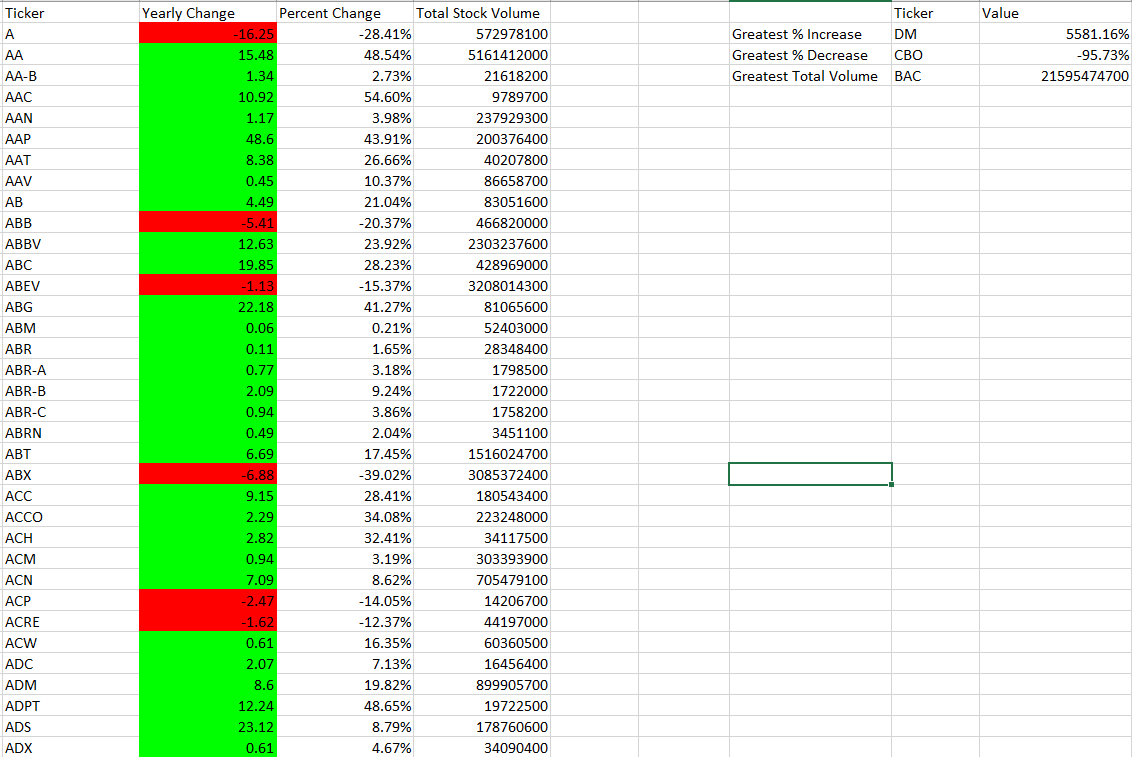 Ticker Yearly Change Percent Change Total Stock Volume Ticker Value
A -16.25 -28.41% 572978100 Greatest % Increase DM 5581.16%
AA 15.48 48.54% 5161412000 Greatest % Decrease CBO -95.73%
AA-B 1.34 2.73% 21618200 Greatest Total Volume BAC 21595474700
AAC 10.92 54.60% 9789700
AAN 1.17 3.98% 237929300
AAP 48.6 43.91% 200376400
AAT 8.38 26.66% 40207800
AAV 0.45 10.37% 86658700
AB 4.49 21.04% 83051600
ABB -5.41 -20.37% 466820000
ABBV 12.63 23.92% 2303237600
ABC 19.85 28.23% 428969000
ABEV -1.13 -15.37% 3208014300
ABG 22.18 41.27% 81065600
ABM 0.06 0.21% 52403000
ABR 0.11 1.65% 28348400
ABR-A 0.77 3.18% 1798500
ABR-B 2.09 9.24% 1722000
ABR-C 0.94 3.86% 1758200
ABRN 0.49 2.04% 3451100
ABT 6.69 17.45% 1516024700
ABX -6.88 -39.02% 3085372400
ACC 9.15 28.41% 180543400
ACCO 2.29 34.08% 223248000
ACH 2.82 32.41% 34117500
ACM 0.94 3.19% 303393900
ACN 7.09 8.62% 705479100
ACP -2.47 -14.05% 14206700
ACRE -1.62 -12.37% 44197000
ACW 0.61 16.35% 60360500
ADC 2.07 7.13% 16456400
ADM 8.6 19.82% 899905700
ADPT 12.24 48.65% 19722500
ADS 23.12 8.79% 178760600
ADX 0.61 4.67% 34090400